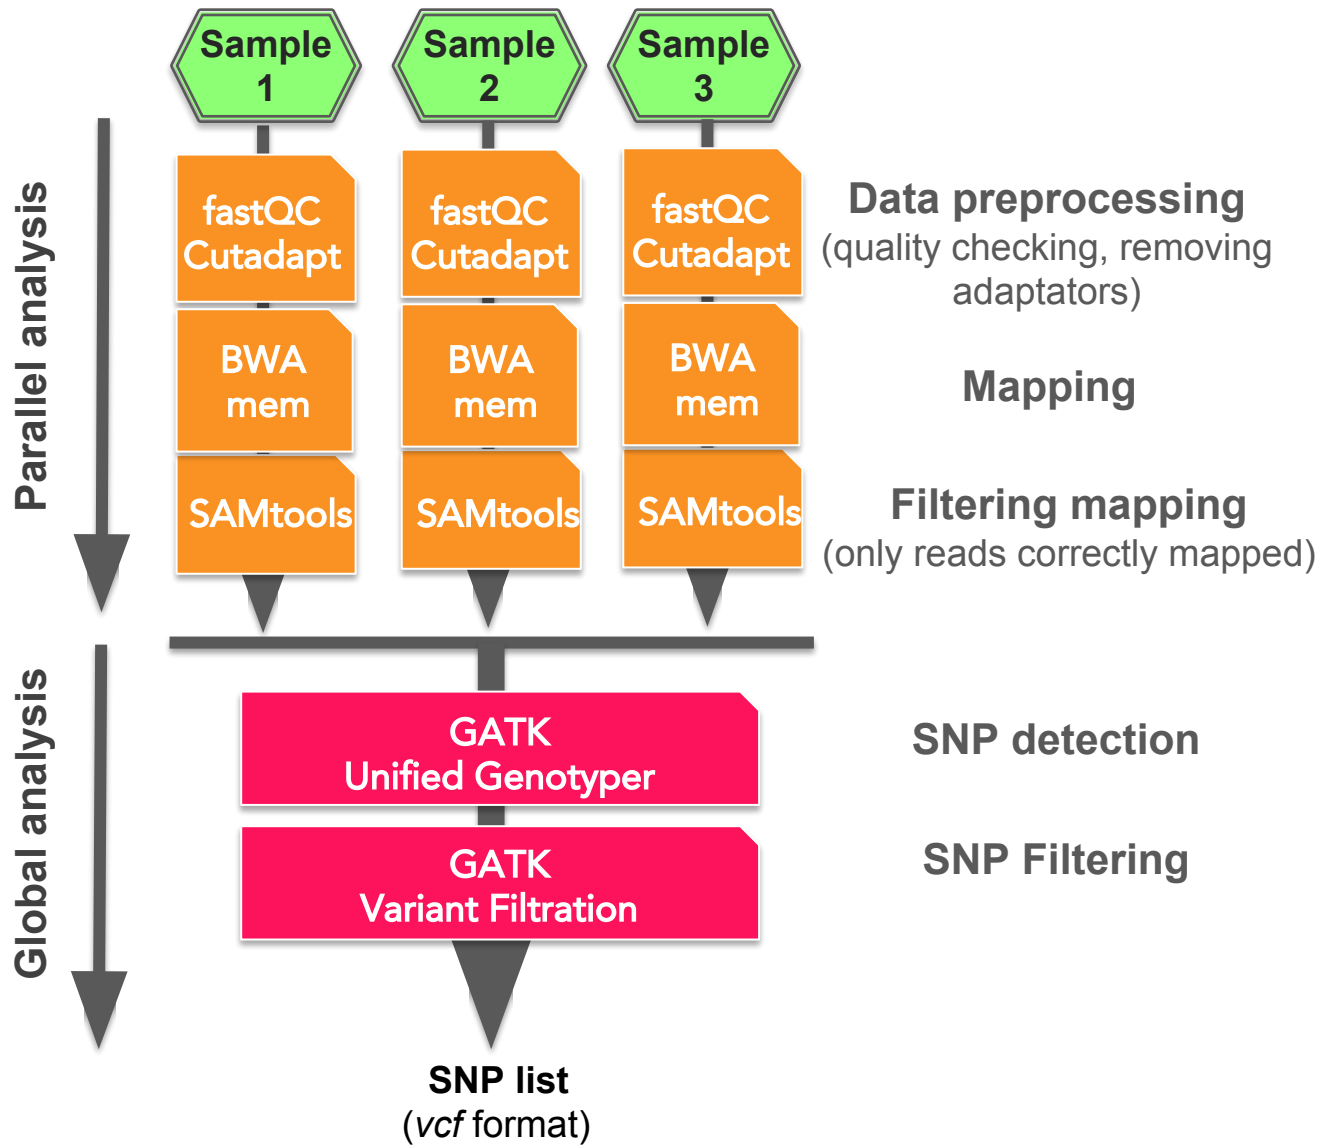 Sample
1
Sample
2
Sample
3
Parallel analysis
fastQC
Cutadapt
fastQC
Cutadapt
fastQC
Cutadapt
Data preprocessing
(quality checking, removing
adaptators)
BWA
mem
BWA
mem
BWA
mem
Mapping
SAMtools
SAMtools
SAMtools
Filtering mapping
(only reads correctly mapped)
Global analysis
GATK
Unified Genotyper
SNP detection
GATK
Variant Filtration
SNP Filtering
SNP list
(vcf format)